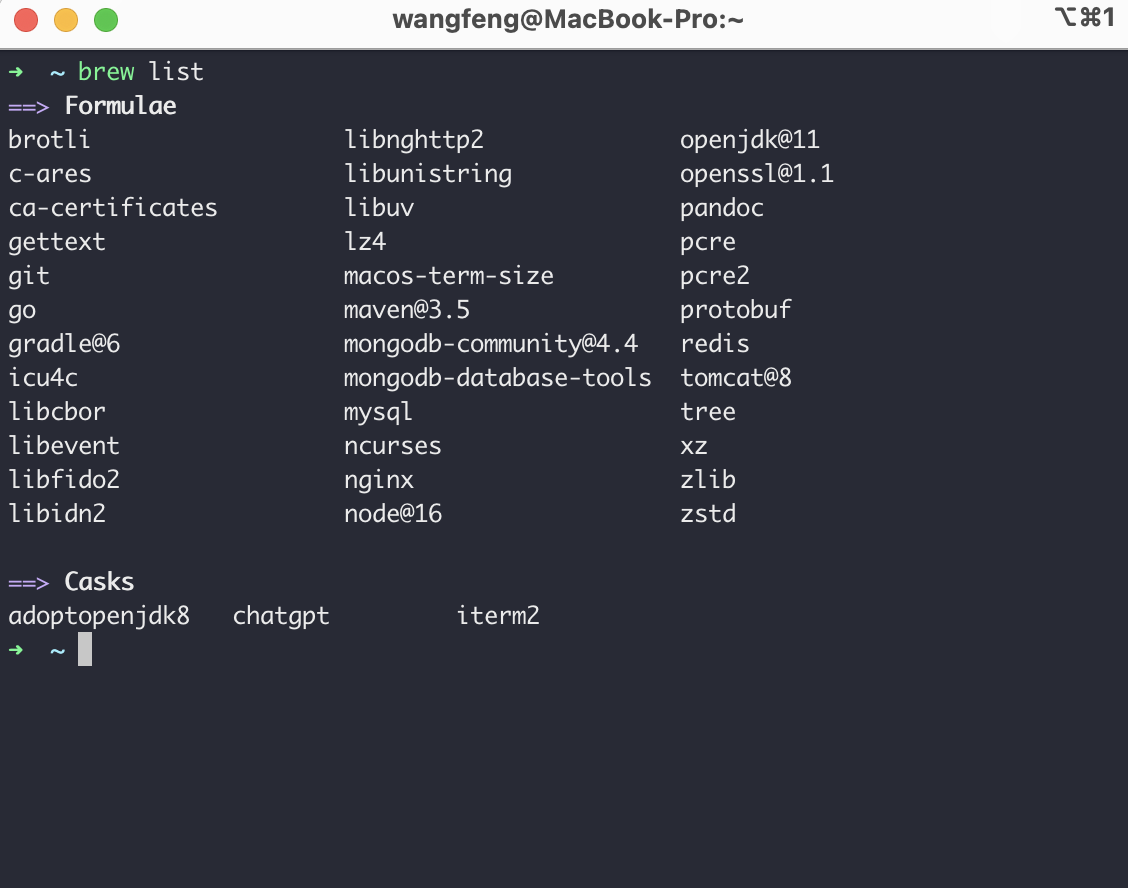 wangfeng@MacBook-Pro:~ ⌥⌘1
➜ ~ brew list
==> Formulae
brotli libnghttp2 openjdk@11
c-ares libunistring openssl@1.1
ca-certificates libuv pandoc
gettext lz4 pcre
git macos-term-size pcre2
go maven@3.5 protobuf
gradle@6 mongodb-community@4.4 redis
icu4c mongodb-database-tools tomcat@8
libcbor mysql tree
libevent ncurses xz
libfido2 nginx zlib
libidn2 node@16 zstd
==> Casks
adoptopenjdk8 chatgpt iterm2
➜ ~